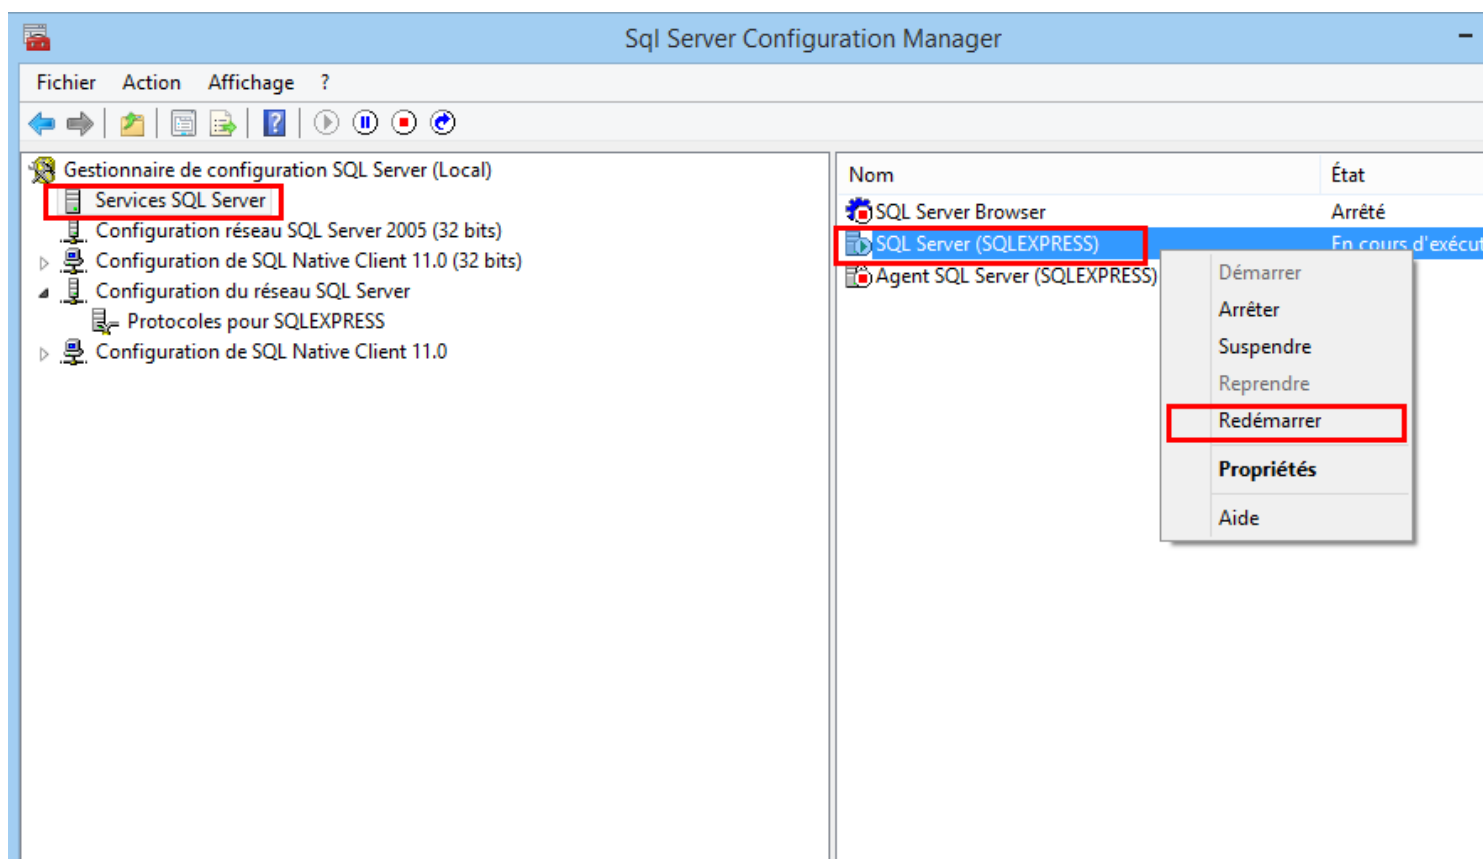 Sql Server Configuration Manager
Fichier Action Affichage ?
Gestionnaire de configuration SQL Server (Local)
Services SQL Server
Configuration réseau SQL Server 2005 (32 bits)
Configuration de SQL Native Client 11.0 (32 bits)
Configuration du réseau SQL Server
Protocoles pour SQLEXPRESS
Configuration de SQL Native Client 11.0
Nom État
SQL Server Browser Arrêté
SQL Server (SQLEXPRESS) En cours d'exécut
Agent SQL Server (SQLEXPRESS)
Démarrer
Arrêter
Suspendre
Reprendre
Redémarrer
Propriétés
Aide